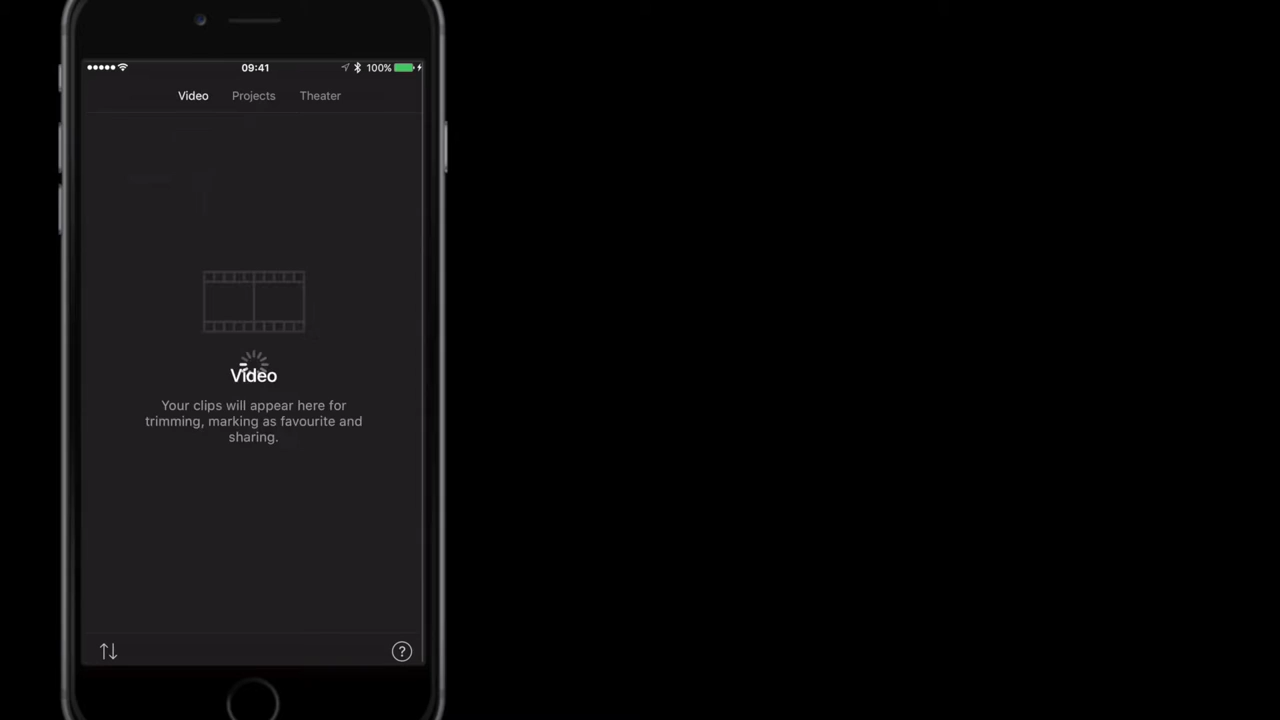 09:41
100%
Video Projects Theater
Video
Your clips will appear here for
trimming, marking as favourite and
sharing.
?